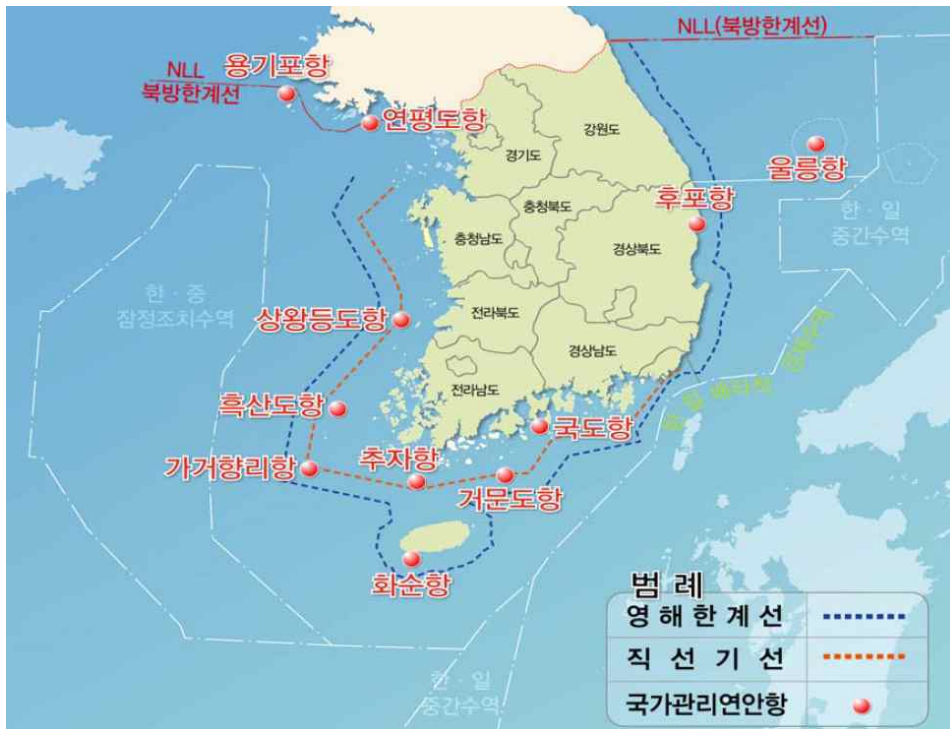 NLL(북방한계선)
용기포항
NLL
북방한계선
연평도항
강원도
경기도
울릉항
충청북도
후포항
한·일
중간수역
충청남도
경상북도
한·중
잠정조치수역
상왕등도항
전라북도
경상남도
전라남도
흑산도항
국도항
가거향리항
추자항
거문도항
화순항
범 례
영해한계선
직선기선
국가관리연안항
한·일
중간수역